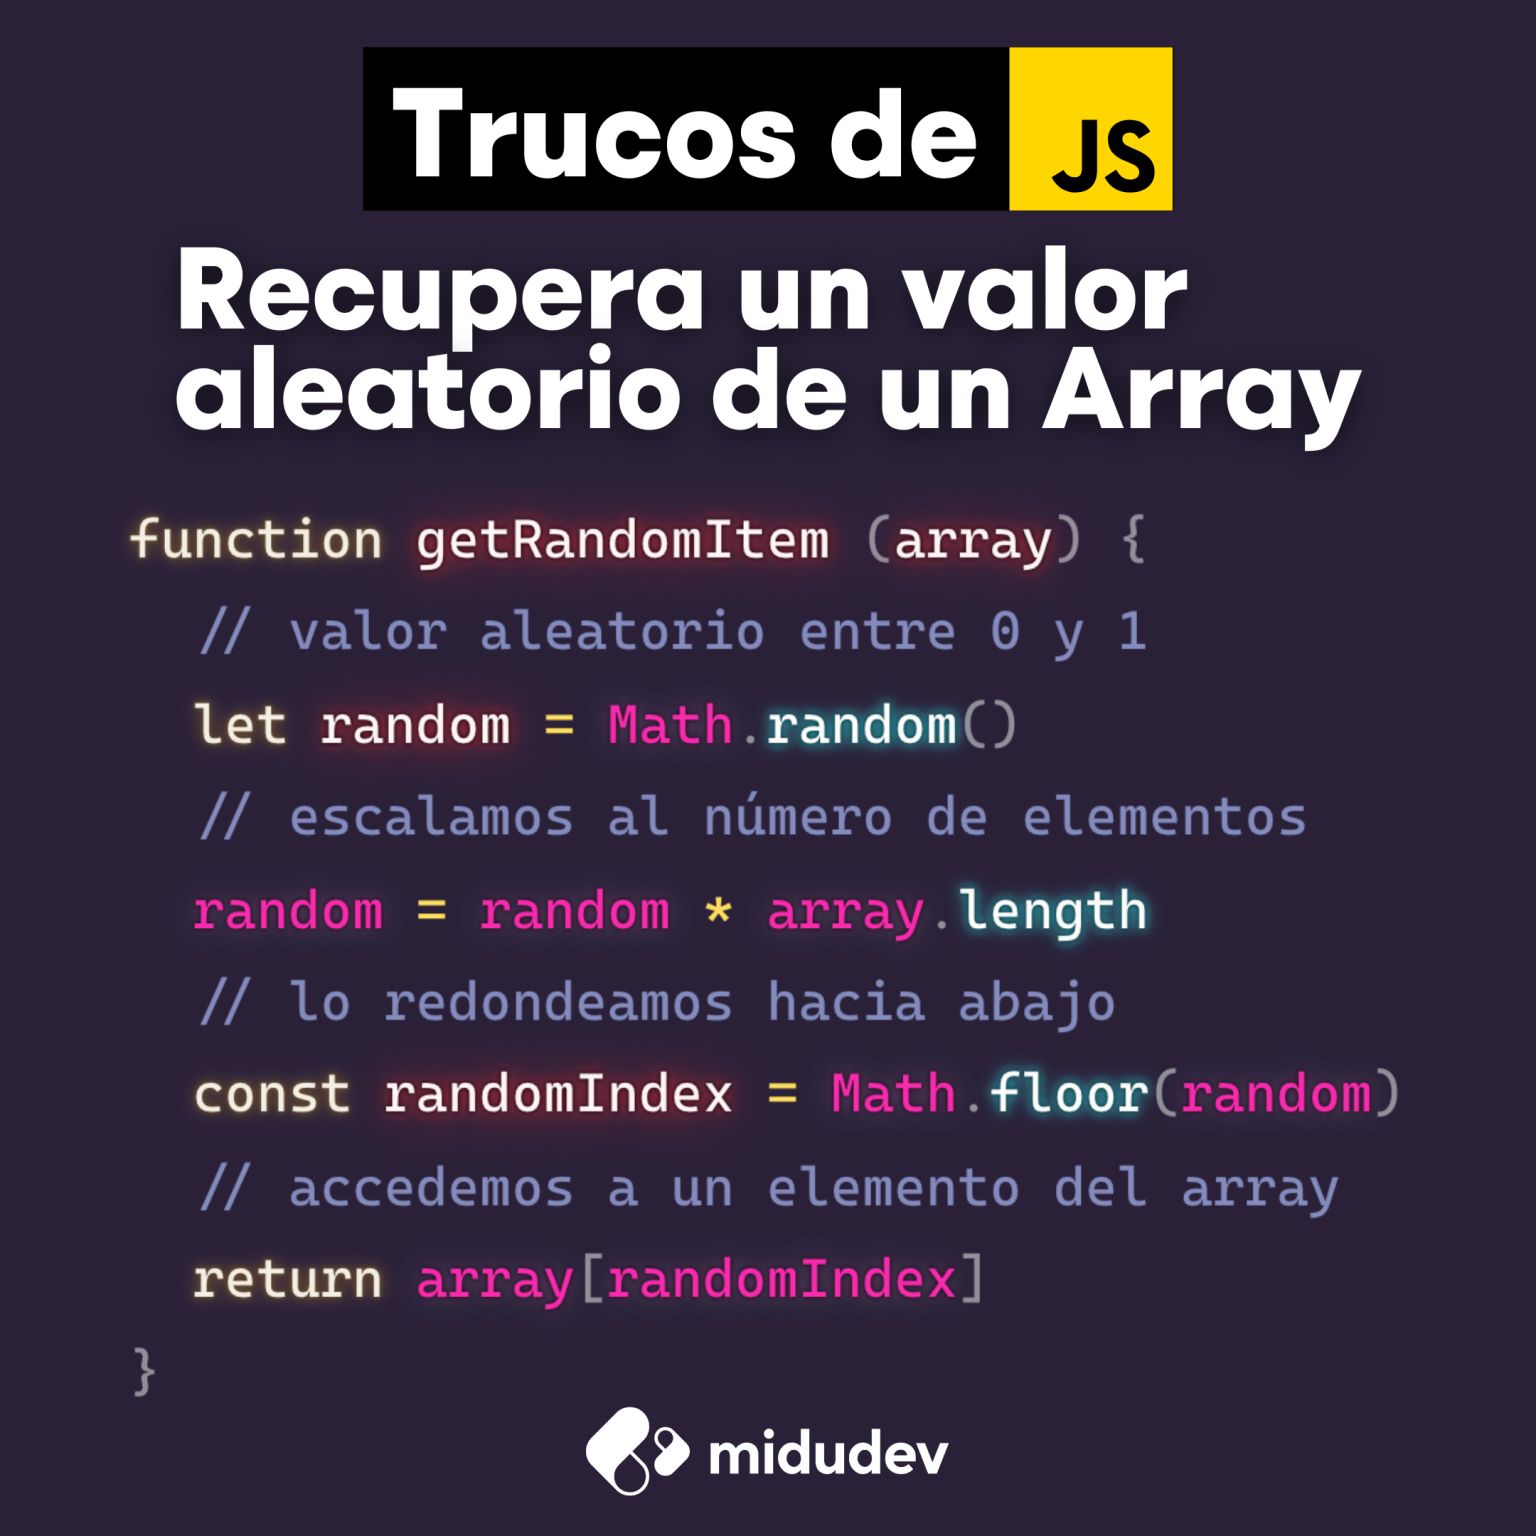 Trucos de JS
Recupera un valor
aleatorio de un Array
function getRandomItem (array) {
// valor aleatorio entre 0 y 1
let random = Math.random()
// escalamos al número de elementos
random = random * array.length
// lo redondeamos hacia abajo
const randomIndex = Math.floor(random)
// accedemos a un elemento del array
return array[randomIndex]
}
midudev